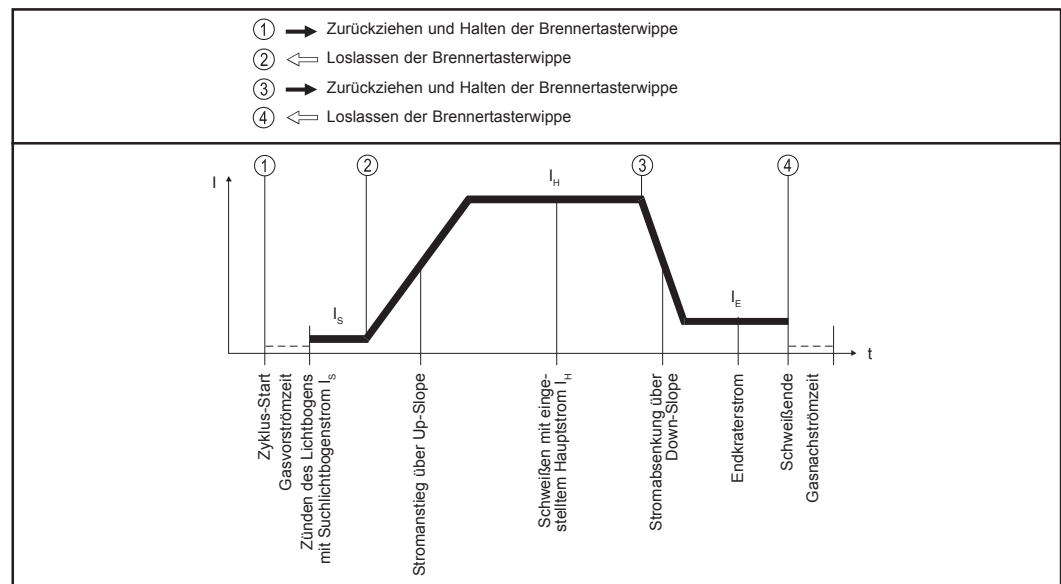 1 Zurückziehen und Halten der Brennertasterwippe
2 Loslassen der Brennertasterwippe
3 Zurückziehen und Halten der Brennertasterwippe
4 Loslassen der Brennertasterwippe
1 2 3 4
I
I_H
I_S
I_E
t
Zyklus-Start
Gasvorströmzeit
Zünden des Lichtbogens
mit Suchlichtbogenstrom I_S
Stromanstieg über Up-Slope
Schweißen mit einge-
stelltem Hauptstrom I_H
Stromabsenkung über
Down-Slope
Endkraterstrom
Schweißende
Gasnachströmzeit